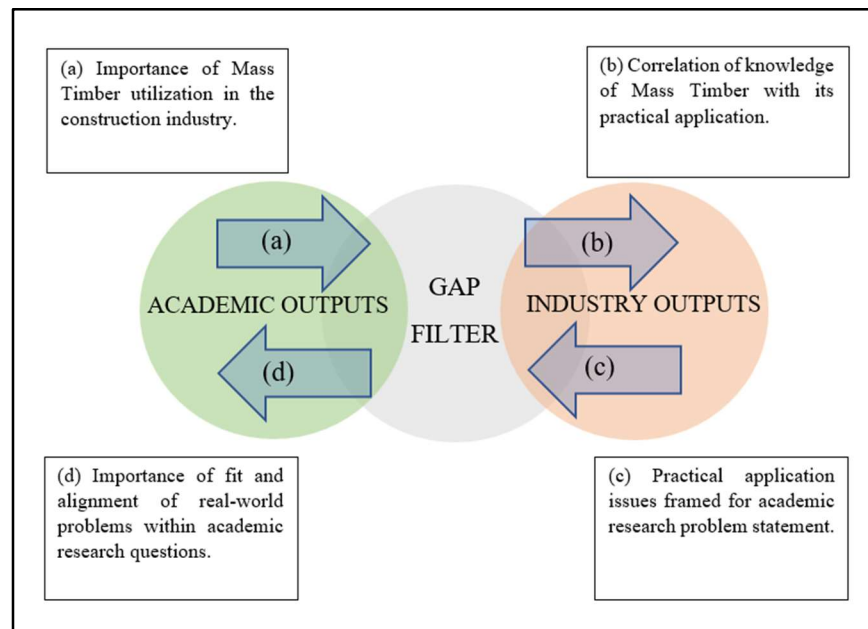 (a) Importance of Mass
Timber utilization in the
construction industry.
(b) Correlation of knowledge
of Mass Timber with its
practical application.
(a)
(b)
GAP
FILTER
ACADEMIC OUTPUTS
INDUSTRY OUTPUTS
(d)
(c)
(d) Importance of fit and
alignment of real-world
problems within academic
research questions.
(c) Practical application
issues framed for academic
research problem statement.